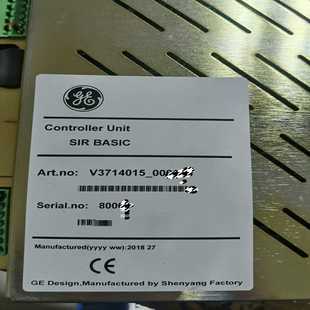 GE
Controller Unit
SIR BASIC
Art.no: V3714015_00
Serial.no: 800
Manufactured(yyyy ww):2018 27
CE
GE Design,Manufactured by Shenyang Factory